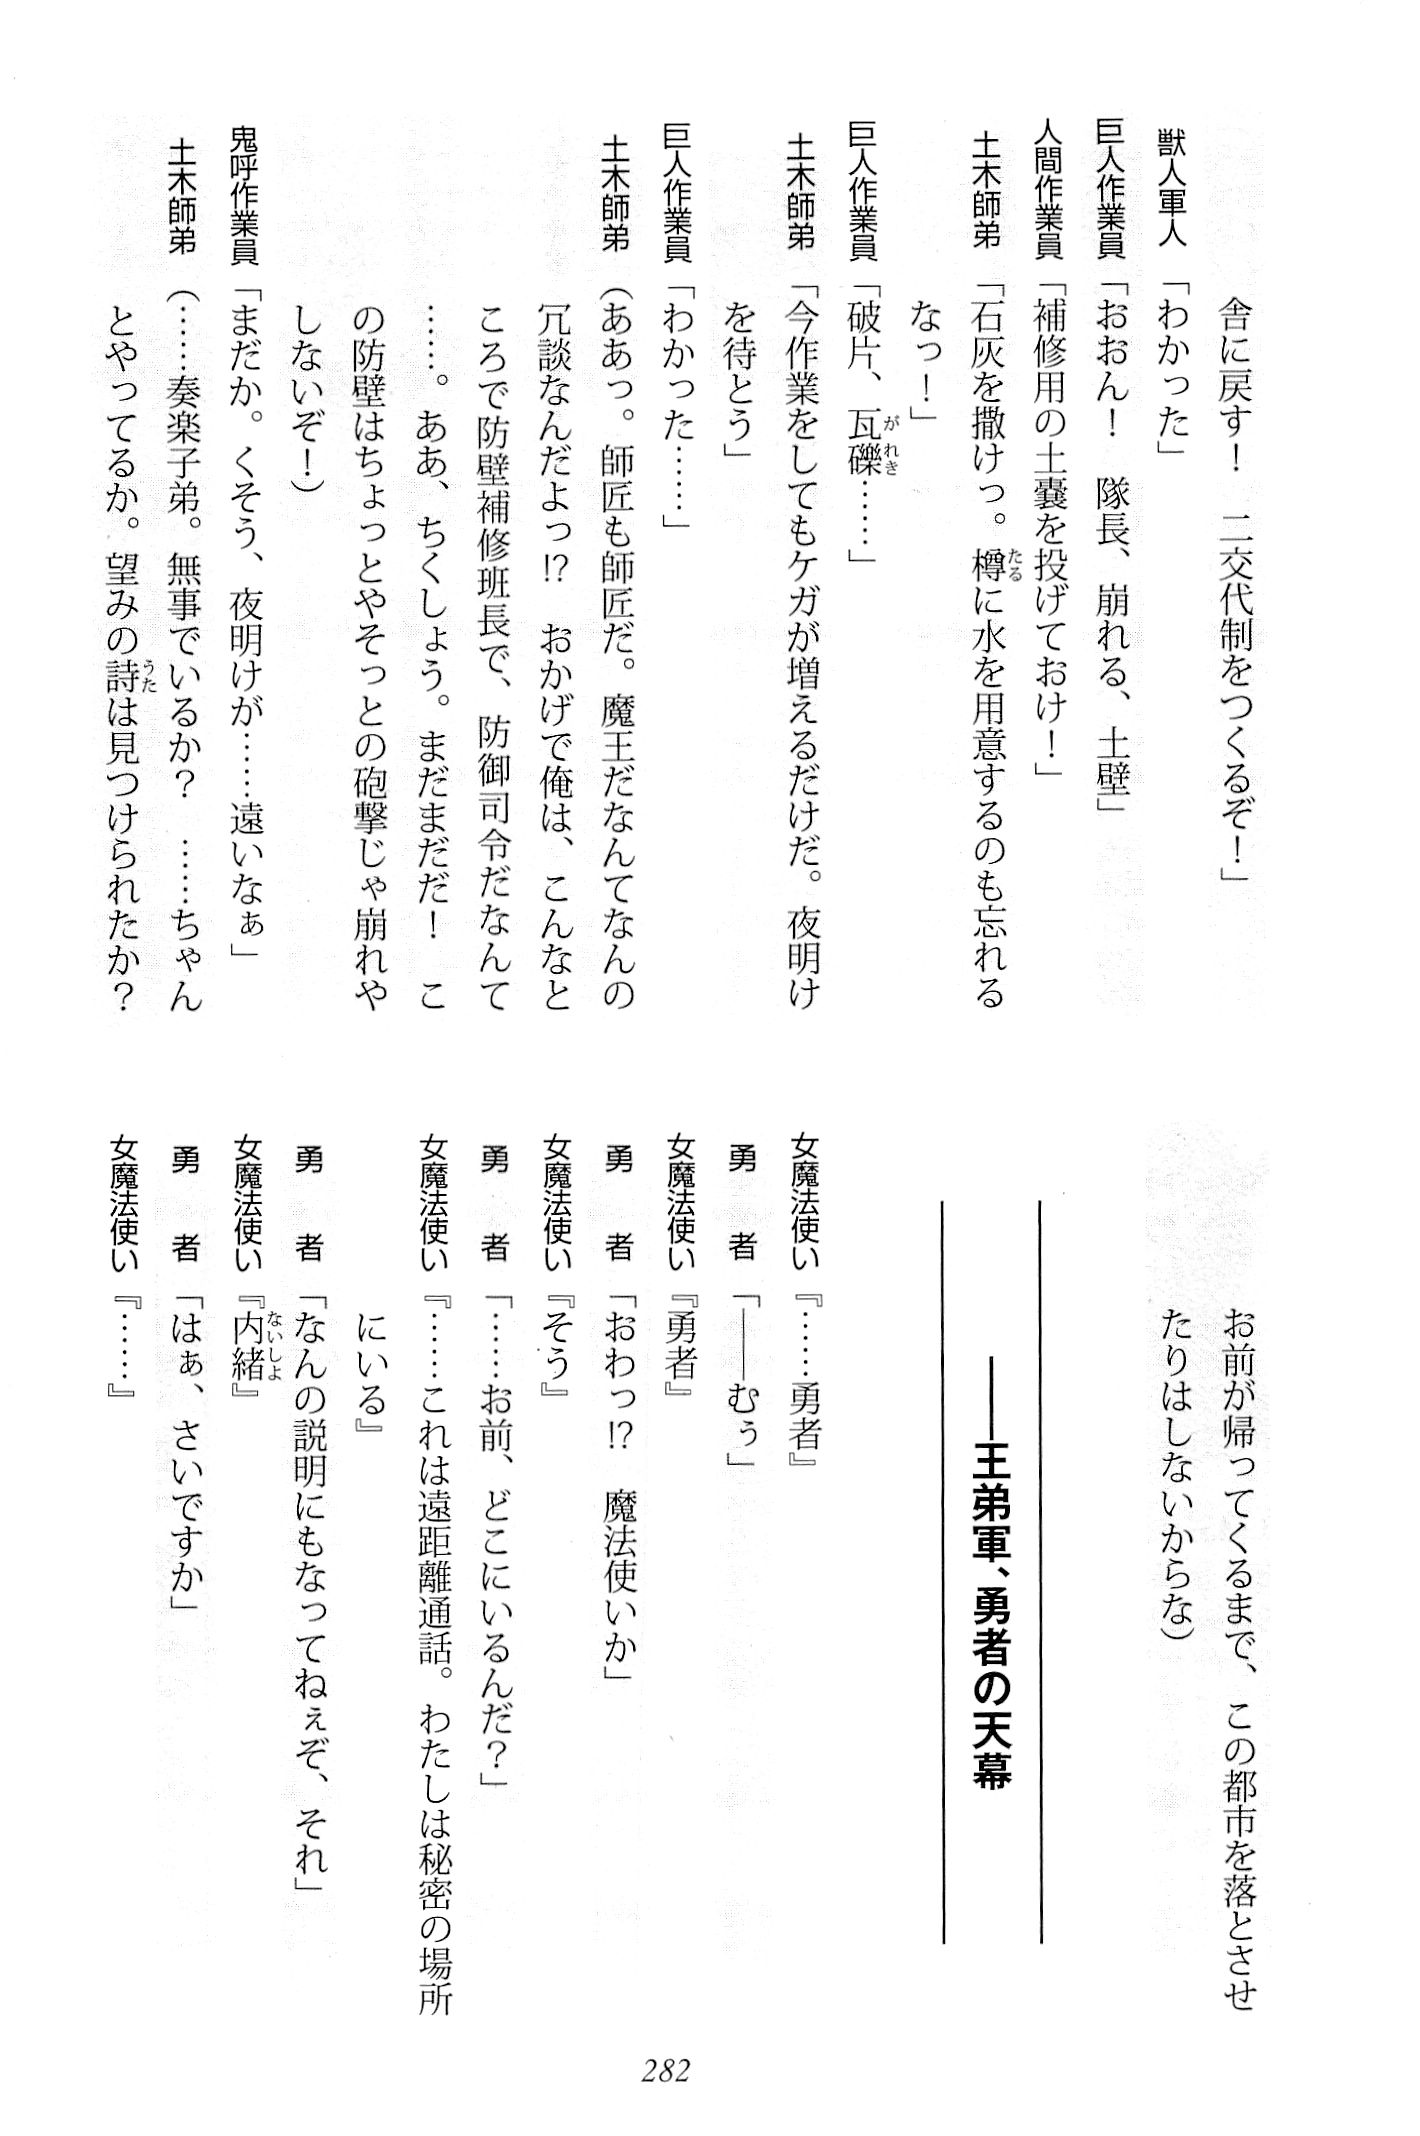 舎に戻す！　二交代制をつくるぞ！」
獣人軍人「わかった」
巨人作業員「おおん！　隊長、崩れる、土壁」
人間作業員「補修用の土嚢を投げておけ！」
土木師弟「石灰を撒けっ。樽に水を用意するのも忘れる
なっ！」
巨人作業員「破片、瓦礫……」
土木師弟「今作業をしてもケガが増えるだけだ。夜明け
を待とう」
巨人作業員「わかった……」
土木師弟（ああっ。師匠も師匠だ。魔王だなんてなんの
冗談なんだよっ!?　おかげで俺は、こんなと
ころで防壁補修班長で、防御司令だなんて
……。ああ、ちくしょう。まだまだだ！　こ
の防壁はちょっとやそっとの砲撃じゃ崩れや
しないぞ！）
鬼呼作業員「まだか。くそう、夜明けが……遠いなぁ」
土木師弟（……奏楽子弟。無事でいるか？　……ちゃん
とやってるか。望みの詩は見つけられたか？
お前が帰ってくるまで、この都市を落とさせ
たりはしないからな）
――王弟軍、勇者の天幕
女魔法使い『……勇者』
勇　者「――むぅ」
女魔法使い『勇者』
勇　者「おわっ!?　魔法使いか」
女魔法使い『そう』
勇　者「……お前、どこにいるんだ？」
女魔法使い『……これは遠距離通話。わたしは秘密の場所
にいる』
勇　者「なんの説明にもなってねぇぞ、それ」
女魔法使い『内緒』
勇　者「はぁ、さいですか」
女魔法使い『……』
282